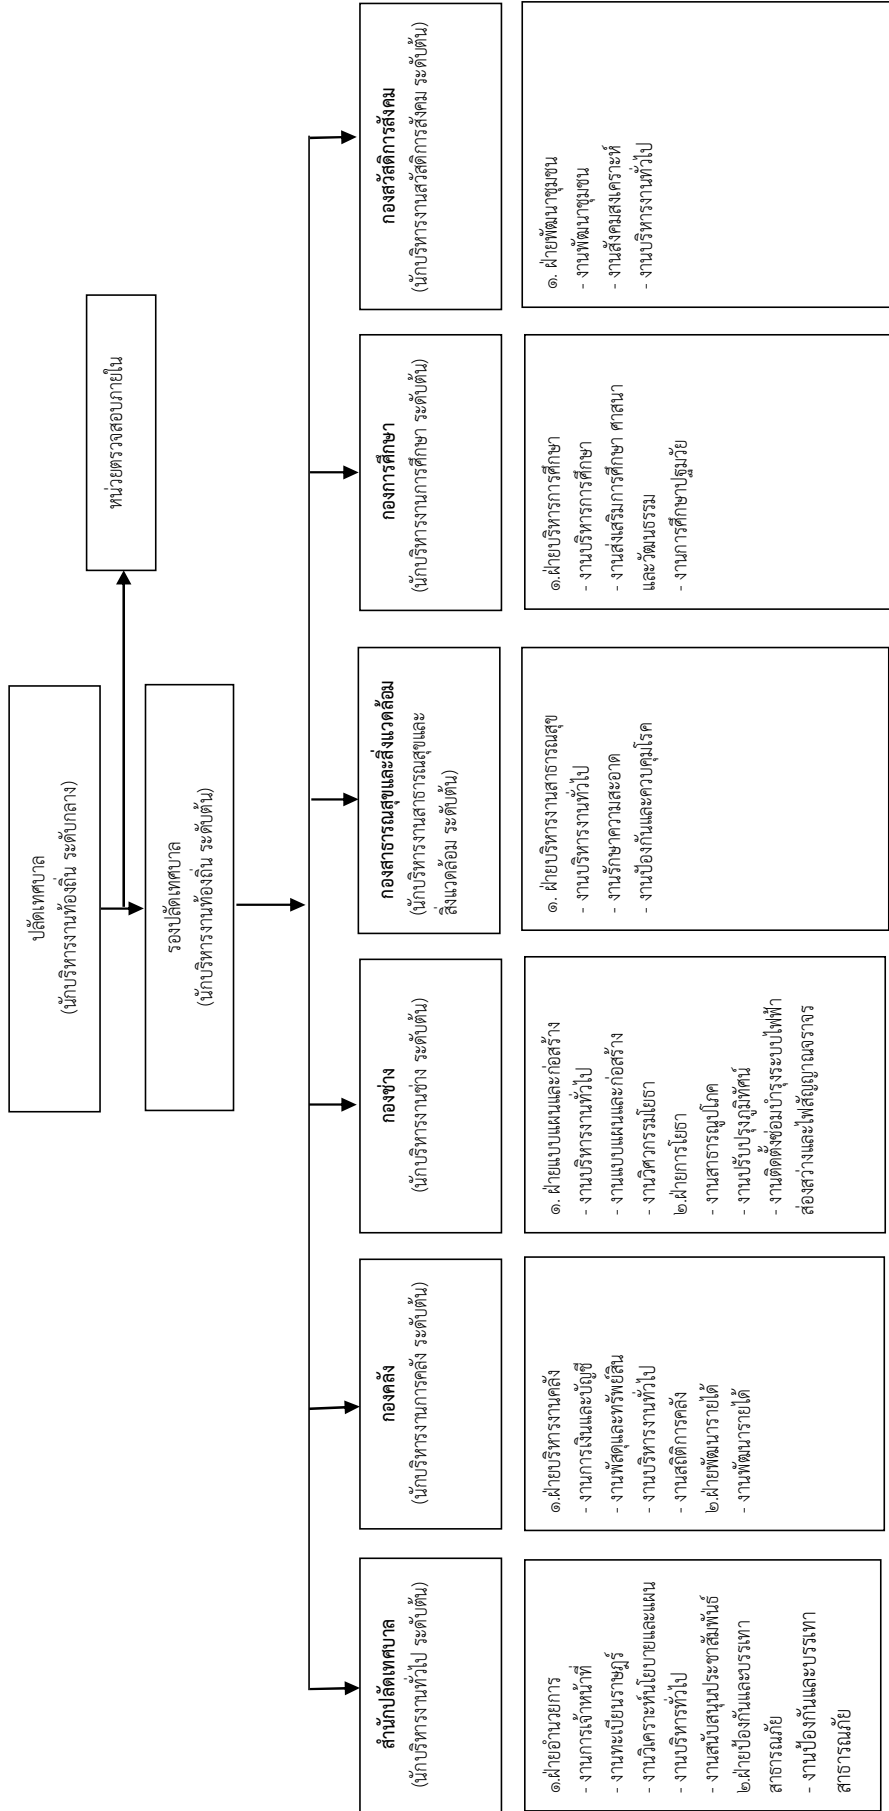 ปลัดเทศบาล
(นักบริหารงานท้องถิ่น ระดับกลาง)
หน่วยตรวจสอบภายใน
รองปลัดเทศบาล
(นักบริหารงานท้องถิ่น ระดับต้น)
สำนักปลัดเทศบาล
(นักบริหารงานทั่วไป ระดับต้น)
๑.ฝ่ายอำนวยการ
- งานการเจ้าหน้าที่
- งานทะเบียนราษฎร์
- งานวิเคราะห์นโยบายและแผน
- งานบริหารทั่วไป
- งานสนับสนุนประชาสัมพันธ์
๒.ฝ่ายป้องกันและบรรเทา
สาธารณภัย
- งานป้องกันและบรรเทา
สาธารณภัย
กองคลัง
(นักบริหารงานการคลัง ระดับต้น)
๑.ฝ่ายบริหารงานคลัง
- งานการเงินและบัญชี
- งานพัสดุและทรัพย์สิน
- งานบริหารงานทั่วไป
- งานสถิติการคลัง
๒.ฝ่ายพัฒนารายได้
- งานพัฒนารายได้
กองช่าง
(นักบริหารงานช่าง ระดับต้น)
๑. ฝ่ายแบบแผนและก่อสร้าง
- งานบริหารงานทั่วไป
- งานแบบแผนและก่อสร้าง
- งานวิศวกรรมโยธา
๒.ฝ่ายการโยธา
- งานสาธารณูปโภค
- งานปรับปรุงภูมิทัศน์
- งานติดตั้งซ่อมบำรุงระบบไฟฟ้า
ส่องสว่างและไฟสัญญาณจราจร
กองสาธารณสุขและสิ่งแวดล้อม
(นักบริหารงานสาธารณสุขและ
สิ่งแวดล้อม ระดับต้น)
๑. ฝ่ายบริหารงานสาธารณสุข
- งานบริหารงานทั่วไป
- งานรักษาความสะอาด
- งานป้องกันและควบคุมโรค
กองการศึกษา
(นักบริหารงานการศึกษา ระดับต้น)
๑.ฝ่ายบริหารการศึกษา
- งานบริหารการศึกษา
- งานส่งเสริมการศึกษา ศาสนา
และวัฒนธรรม
- งานการศึกษาปฐมวัย
กองสวัสดิการสังคม
(นักบริหารงานสวัสดิการสังคม ระดับต้น)
๑. ฝ่ายพัฒนาชุมชน
- งานพัฒนาชุมชน
- งานสังคมสงเคราะห์
- งานบริหารงานทั่วไป